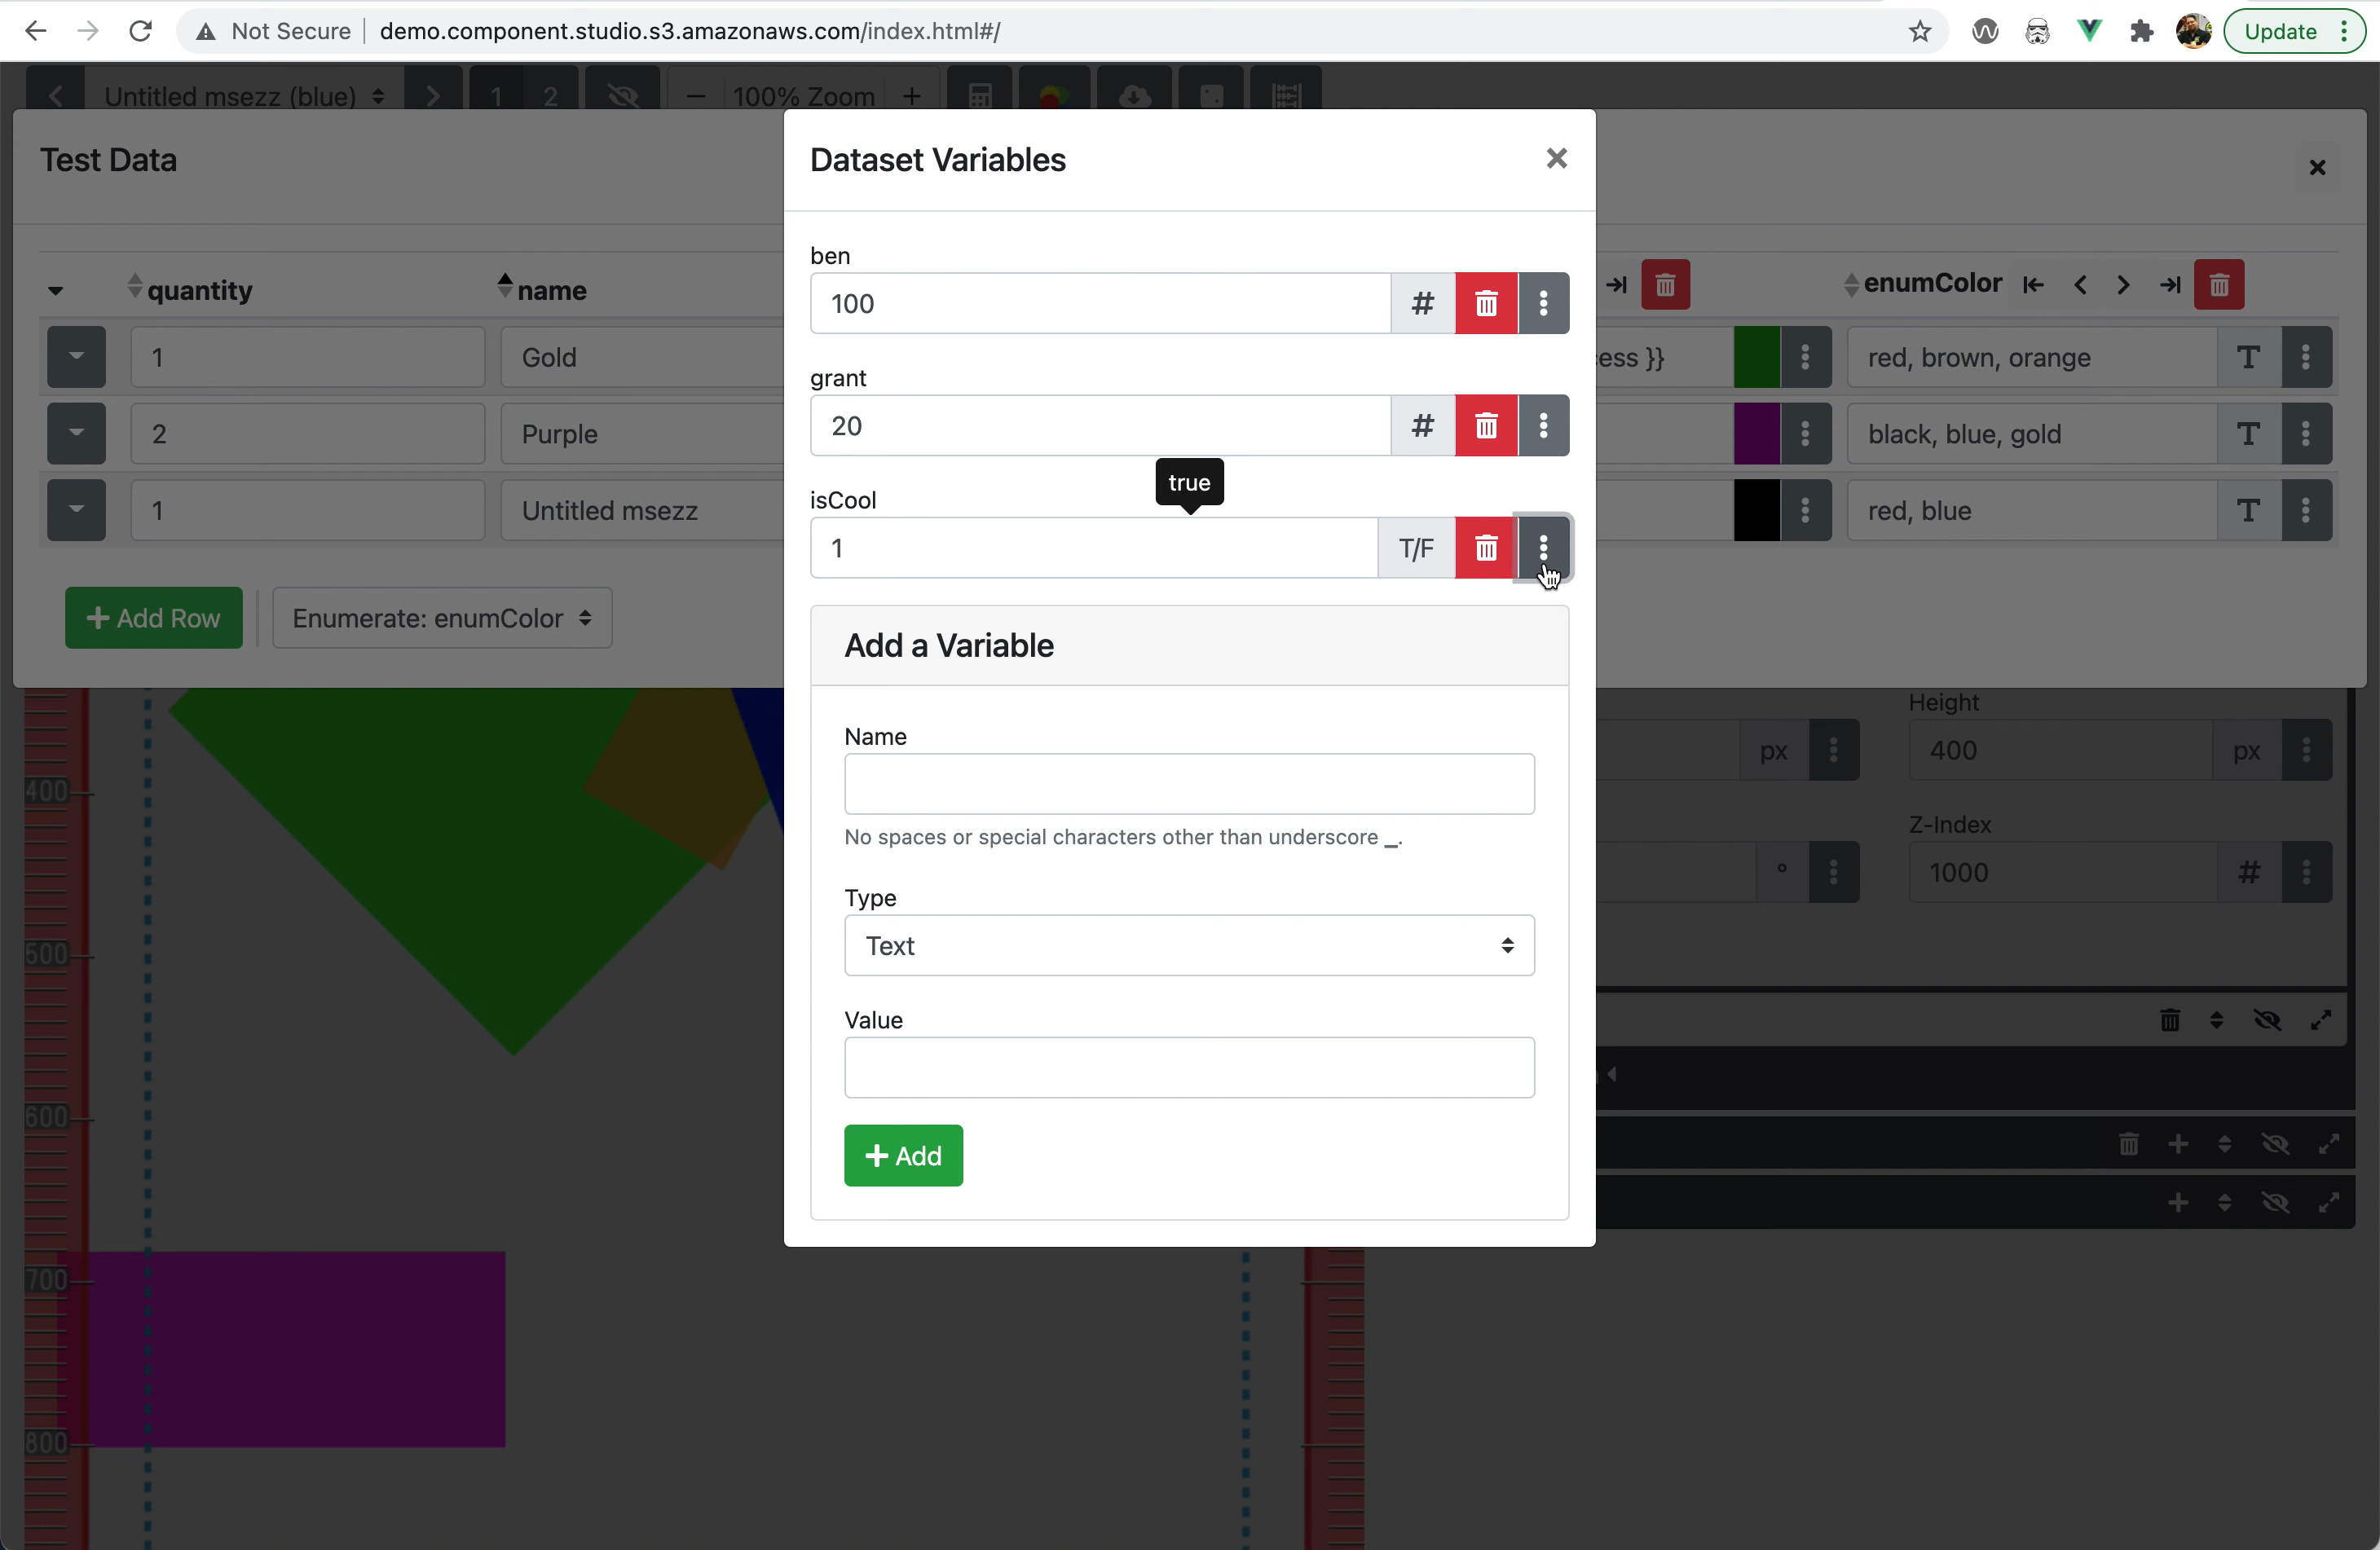 Not Secure demo.component.studio.s3.amazonaws.com/index.html#/ Update
Untitled msezz (blue) 1 2 100% Zoom
Test Data
quantity name enumColor
1 Gold cess }} red, brown, orange T
2 Purple black, blue, gold T
1 Untitled msezz red, blue T
Add Row Enumerate: enumColor
Dataset Variables
ben
100 #
grant
20 #
true
isCool
1 T/F
Add a Variable
Name
No spaces or special characters other than underscore _.
Type
Text
Value
Add
Height
px 400 px
Z-Index
° 1000 #
400
500
600
700
800